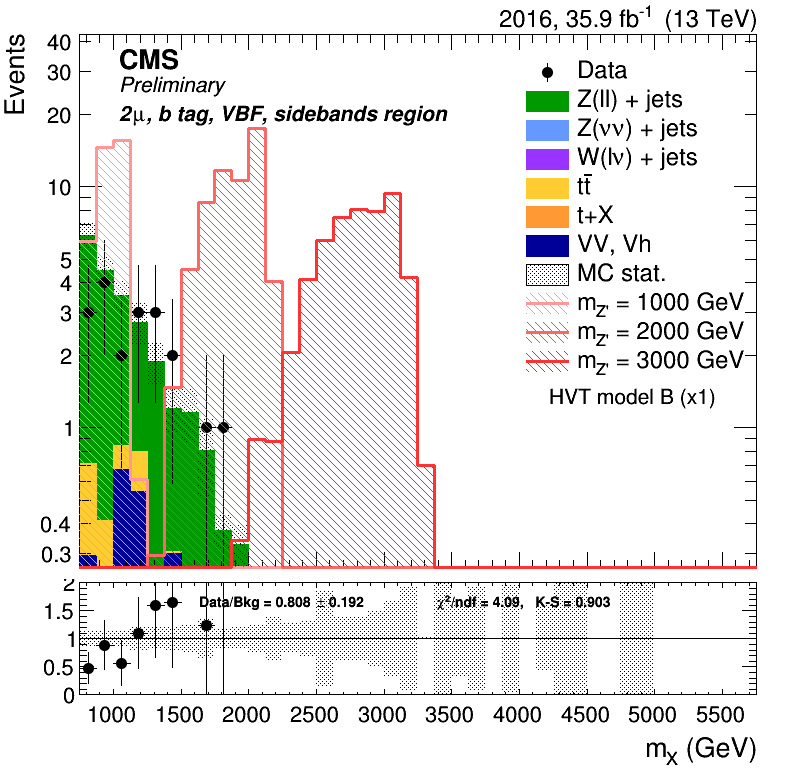 2016, 35.9 fb⁻¹ (13 TeV)
Events
CMS
Preliminary
2μ, b tag, VBF, sidebands region
Data
Z(ll) + jets
Z(νν) + jets
W(lν) + jets
tt̄
t+X
VV, Vh
MC stat.
m_Z' = 1000 GeV
m_Z' = 2000 GeV
m_Z' = 3000 GeV
HVT model B (x1)
30
20
10
5
4
3
2
1
0.4
0.3
Data/Bkg = 0.808 ± 0.192
χ²/ndf = 4.09, K-S = 0.903
2
1.5
1
0.5
0
1000 1500 2000 2500 3000 3500 4000 4500 5000 5500
m_X (GeV)